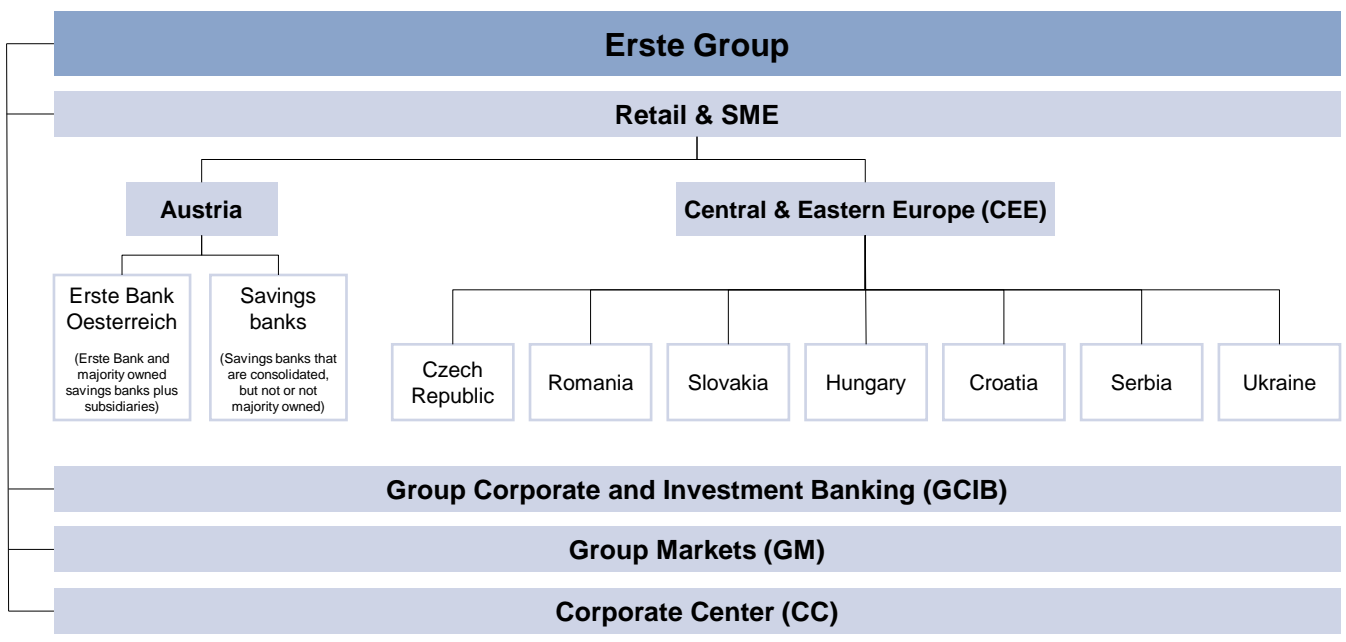 Erste Group
Retail & SME
Austria
Central & Eastern Europe (CEE)
Erste Bank
Oesterreich
(Erste Bank and
majority owned
savings banks plus
subsidiaries)
Savings
banks
(Savings banks that
are consolidated,
but not or not
majority owned)
Czech
Republic
Romania
Slovakia
Hungary
Croatia
Serbia
Ukraine
Group Corporate and Investment Banking (GCIB)
Group Markets (GM)
Corporate Center (CC)